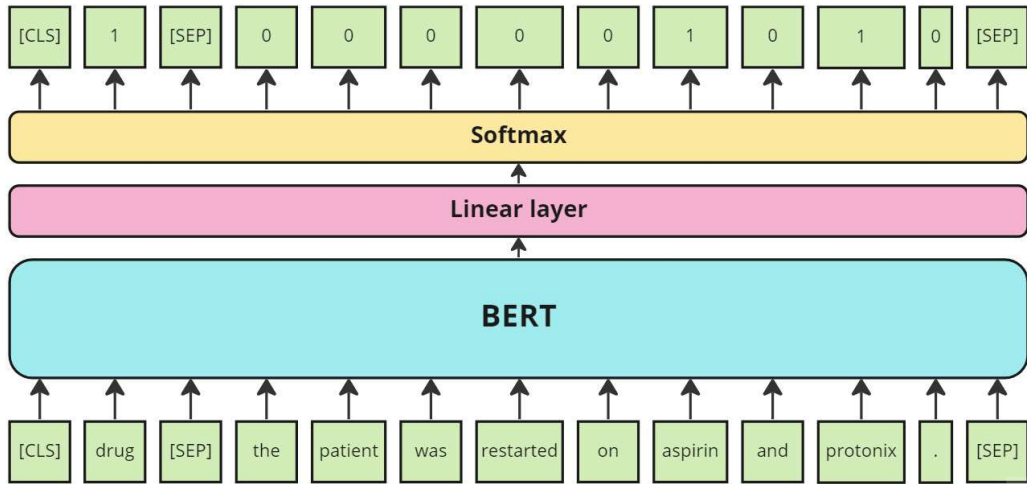 [CLS] 1 [SEP] 0 0 0 0 0 1 0 1 0 [SEP]
Softmax
Linear layer
BERT
[CLS] drug [SEP] the patient was restarted on aspirin and protonix . [SEP]